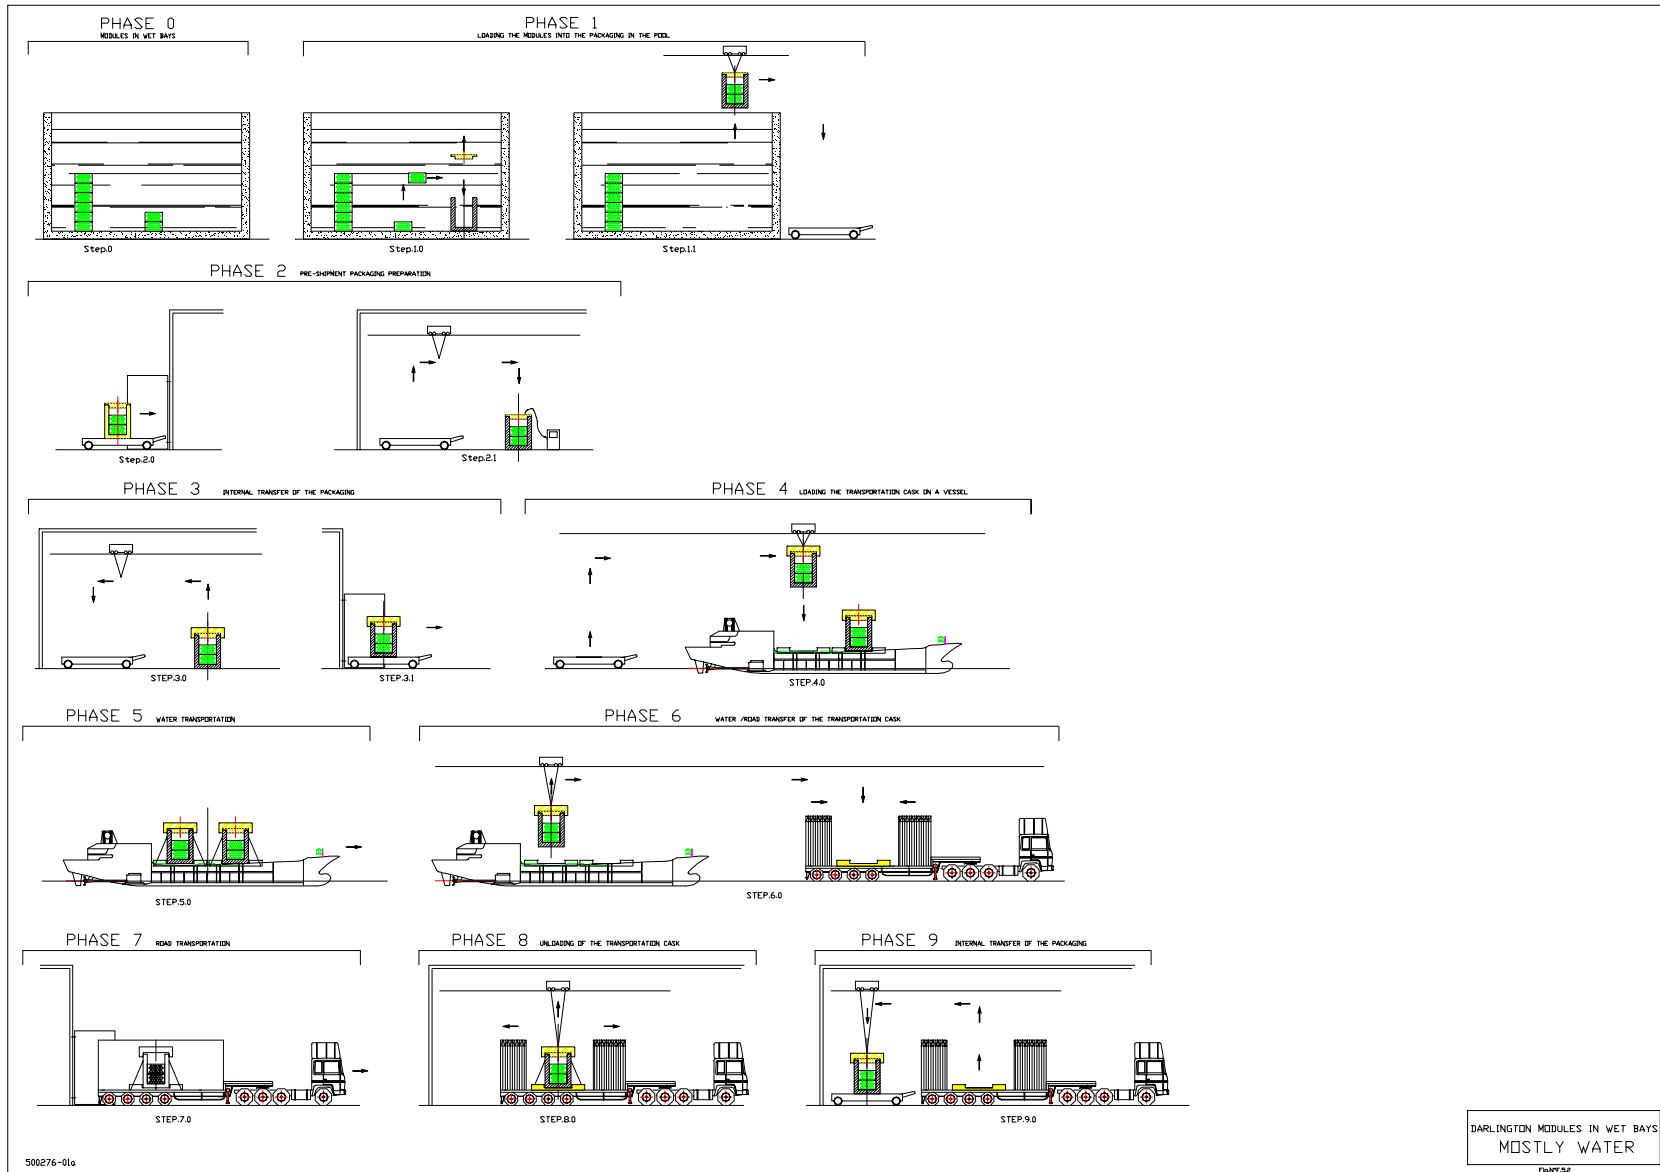 PHASE 0
MODULES IN WET BAYS
PHASE 1
LOADING THE MODULES INTO THE PACKAGING IN THE POOL
Step.0
Step.1.0
Step.1.1
PHASE 2 PRE-SHIPMENT PACKAGING PREPARATION
Step.2.0
Step.2.1
PHASE 3 INTERNAL TRANSFER OF THE PACKAGING
PHASE 4 LOADING THE TRANSPORTATION CASK ON A VESSEL
STEP.3.0
STEP.3.1
STEP.4.0
PHASE 5 WATER TRANSPORTATION
PHASE 6 WATER /ROAD TRANSFER OF THE TRANSPORTATION CASK
STEP.5.0
STEP.6.0
PHASE 7 ROAD TRANSPORTATION
PHASE 8 UNLOADING OF THE TRANSPORTATION CASK
PHASE 9 INTERNAL TRANSFER OF THE PACKAGING
STEP.7.0
STEP.8.0
STEP.9.0
DARLINGTON MODULES IN WET BAYS
MOSTLY WATER
500276-01a